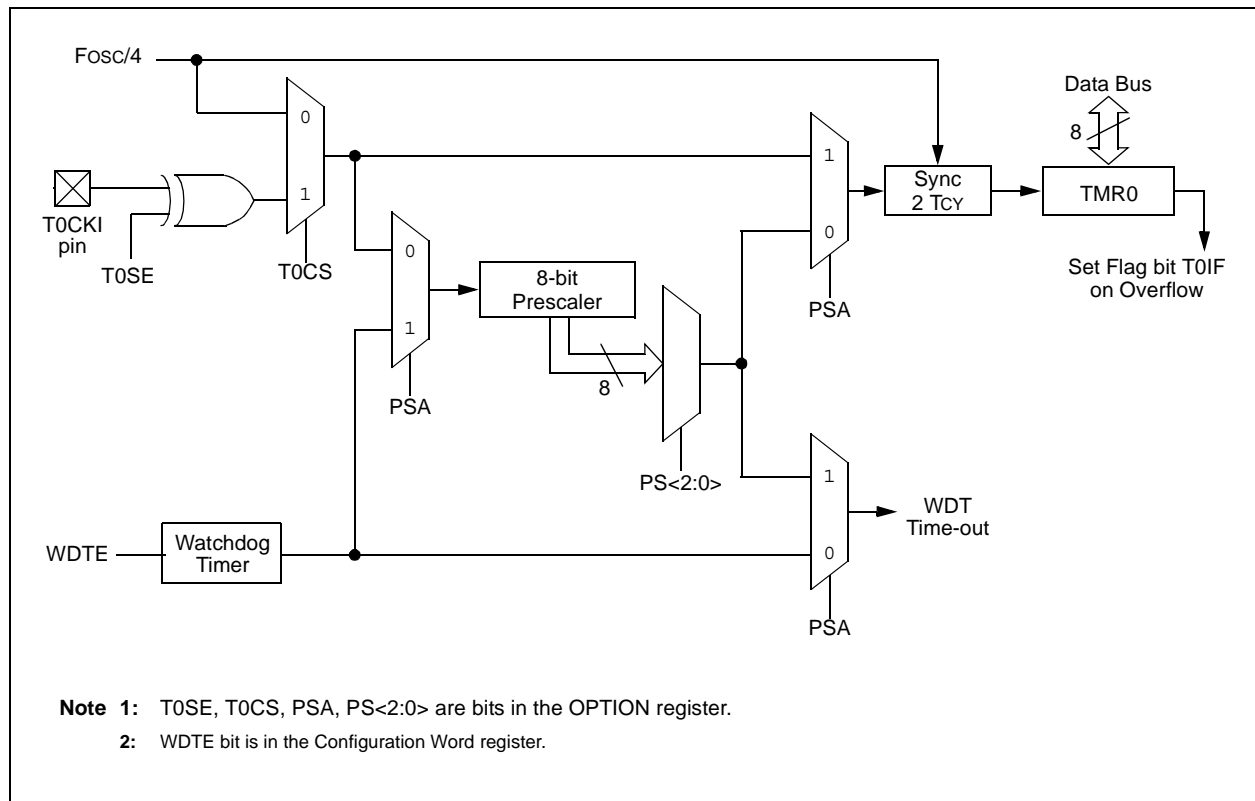 FOSC/4
Data Bus
0
8
1
Sync
2 TCY
TMR0
1
T0CKI
pin
T0SE
T0CS
0
8-bit
Prescaler
0
PSA
Set Flag bit T0IF
on Overflow
1
8
PSA
PS<2:0>
1
WDT
Time-out
WDTE
Watchdog
Timer
0
PSA
Note 1: T0SE, T0CS, PSA, PS<2:0> are bits in the OPTION register.
2: WDTE bit is in the Configuration Word register.